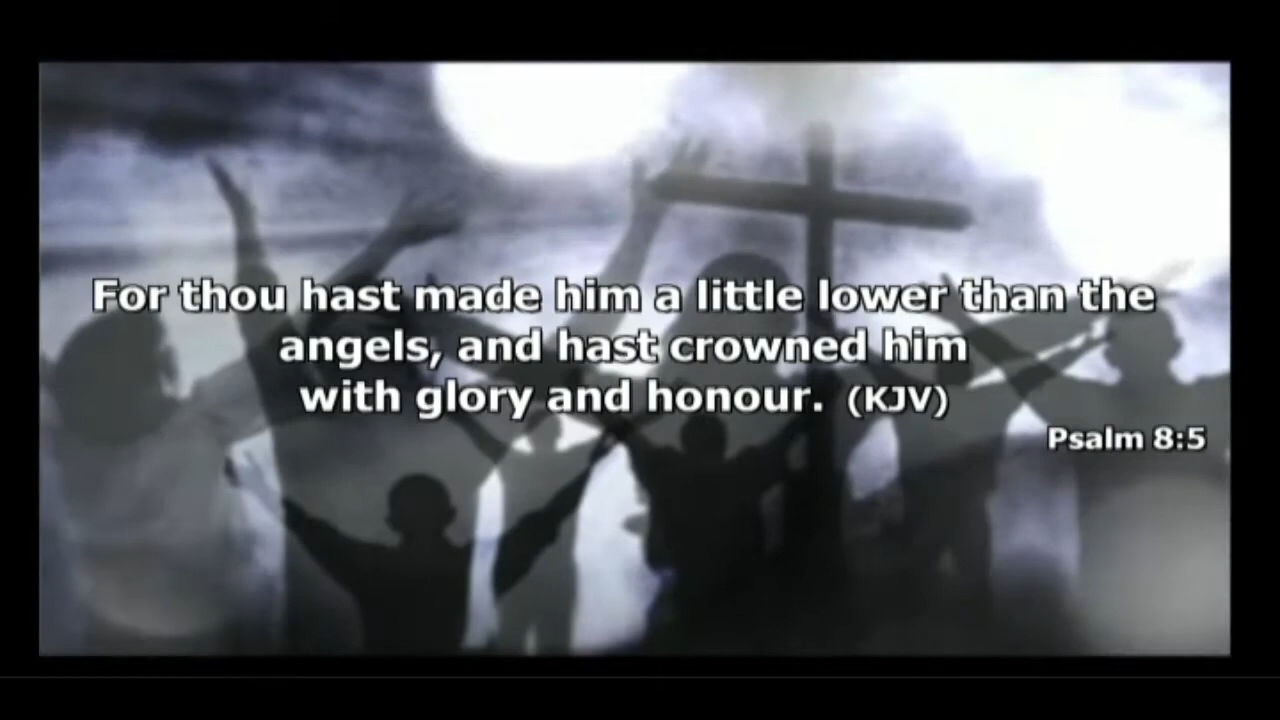 For thou hast made him a little lower than the
angels, and hast crowned him
with glory and honour. (KJV)
Psalm 8:5